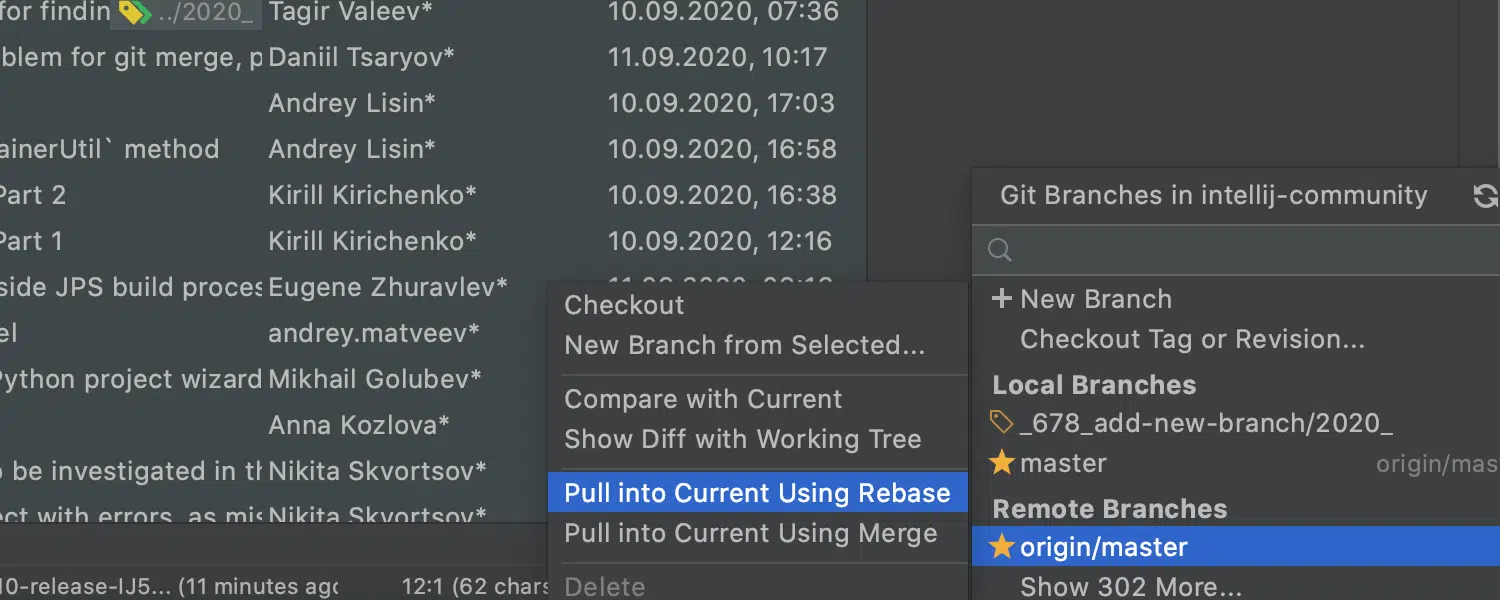 for findin ../2020_ Tagir Valeev* 10.09.2020, 07:36
blem for git merge, p Daniil Tsaryov* 11.09.2020, 10:17
Andrey Lisin* 10.09.2020, 17:03
ainerUtil` method Andrey Lisin* 10.09.2020, 16:58
Part 2 Kirill Kirichenko* 10.09.2020, 16:38
Part 1 Kirill Kirichenko* 10.09.2020, 12:16
side JPS build proces Eugene Zhuravlev*
el andrey.matveev*
Python project wizard Mikhail Golubev*
Anna Kozlova*
o be investigated in th Nikita Skvortsov*
ect with errors, as mis Nikita Skvortsov*
10-release-IJ5... (11 minutes ago 12:1 (62 chars
Checkout
New Branch from Selected...
Compare with Current
Show Diff with Working Tree
Pull into Current Using Rebase
Pull into Current Using Merge
Delete
Git Branches in intellij-community
+ New Branch
Checkout Tag or Revision...
Local Branches
_678_add-new-branch/2020_
master origin/mas
Remote Branches
origin/master
Show 302 More...